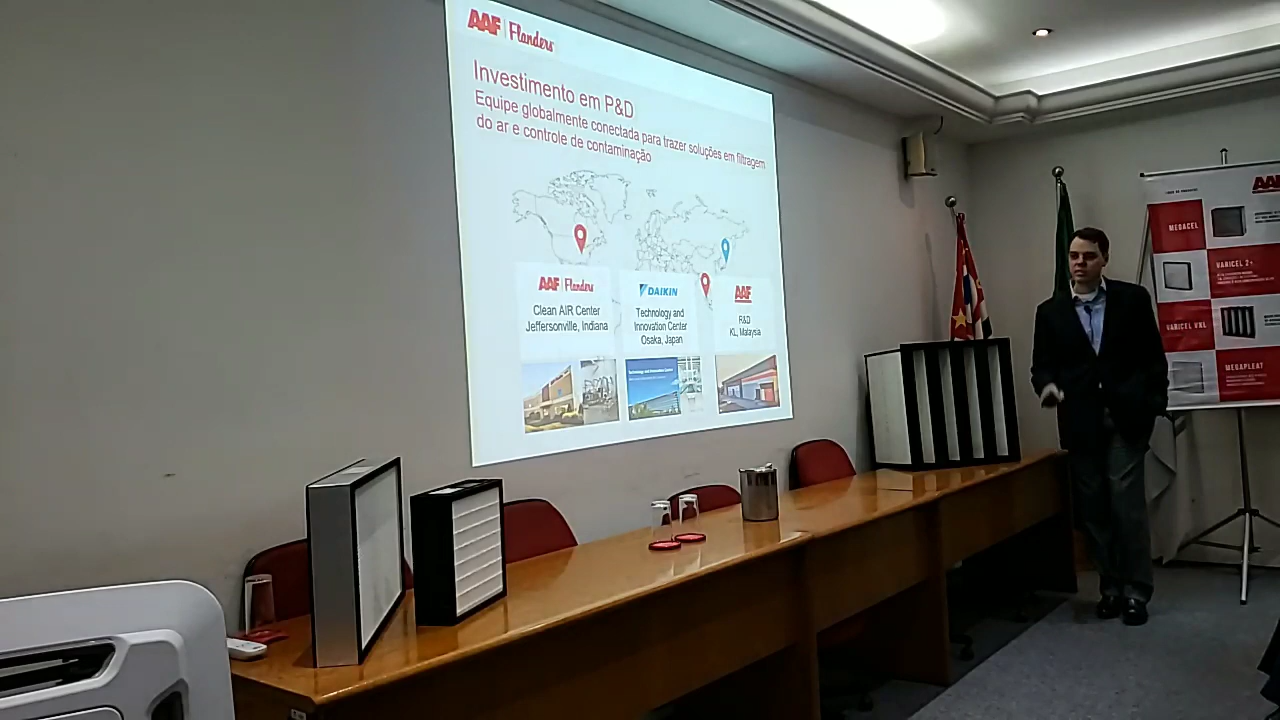 AAF Flanders
Investimento em P&D
Equipe globalmente conectada para trazer soluções em filtragem
do ar e controle de contaminação
AAF Flanders
Clean AIR Center
Jeffersonville, Indiana
DAIKIN
Technology and
Innovation Center
Osaka, Japan
AAF
R&D
KL, Malaysia
AAF
MEGACEL
VARICEL 2+
VARICEL VXL
MEGAPLEAT